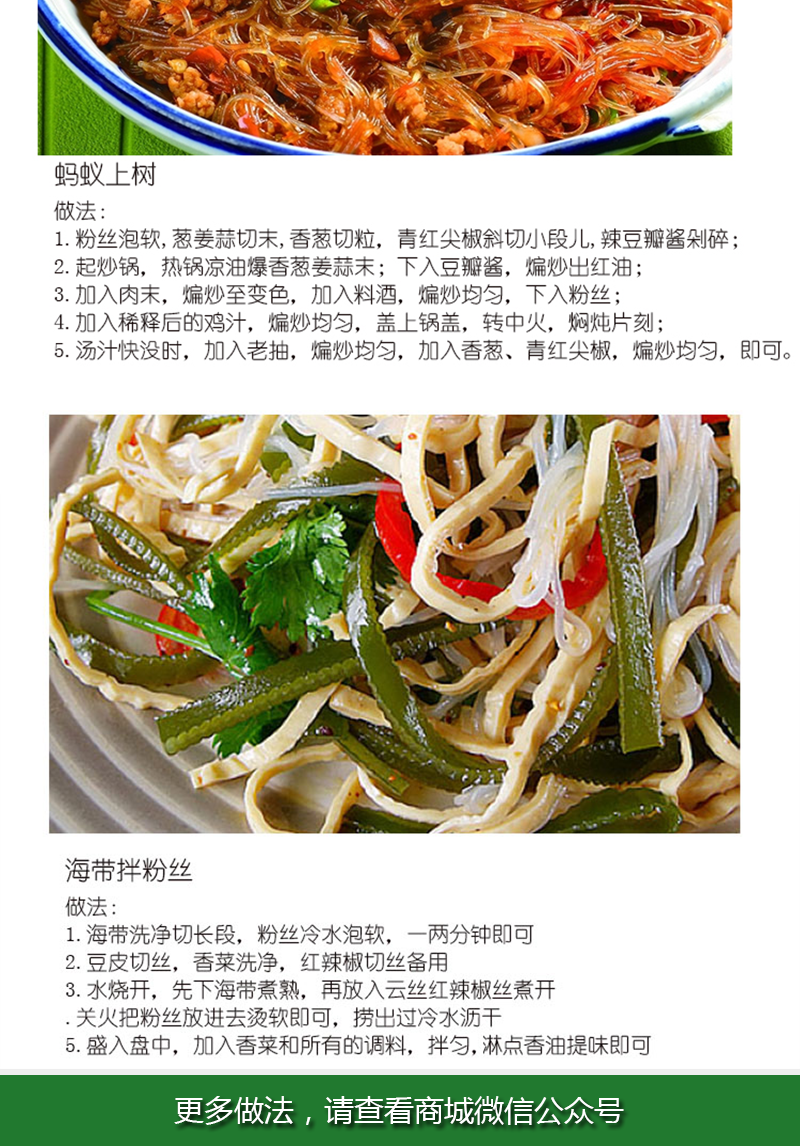 蚂蚁上树
做法:
1.粉丝泡软,葱姜蒜切末,香葱切粒，青红尖椒斜切小段儿,辣豆瓣酱剁碎;
2.起炒锅，热锅凉油爆香葱姜蒜末；下入豆瓣酱，煸炒出红油;
3.加入肉末，煸炒至变色，加入料酒，煸炒均匀，下入粉丝;
4.加入稀释后的鸡汁，煸炒均匀，盖上锅盖，转中火，焖炖片刻;
5.汤汁快没时，加入老抽，煸炒均匀，加入香葱、青红尖椒，煸炒均匀，即可。
海带拌粉丝
做法:
1.海带洗净切长段，粉丝冷水泡软，一两分钟即可
2.豆皮切丝，香菜洗净，红辣椒切丝备用
3.水烧开，先下海带煮熟，再放入云丝红辣椒丝煮开
.关火把粉丝放进去烫软即可，捞出过冷水沥干
5.盛入盘中，加入香菜和所有的调料，拌匀,淋点香油提味即可
更多做法，请查看商城微信公众号